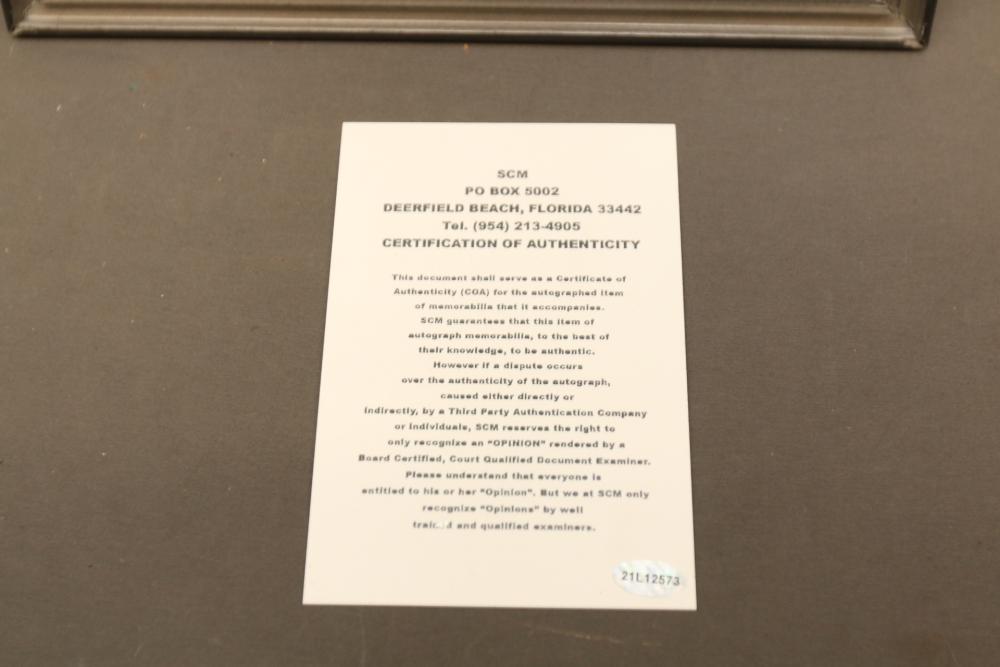 SCM
PO BOX 5002
DEERFIELD BEACH, FLORIDA 33442
Tel. (954) 213-4905
CERTIFICATION OF AUTHENTICITY
This document shall serve as a Certificate of
Authenticity (COA) for the autographed item
of memorabilia that it accompanies.
SCM guarantees that this item of
autograph memorabilia, to the best of
their knowledge, to be authentic.
However if a dispute occurs
over the authenticity of the autograph,
caused either directly or
indirectly, by a Third Party Authentication Company
or individuals, SCM reserves the right to
only recognize an "OPINION" rendered by a
Board Certified, Court Qualified Document Examiner.
Please understand that everyone is
entitled to his or her "Opinion". But we at SCM only
recognize "Opinions" by well
and qualified examiners.
21L12573